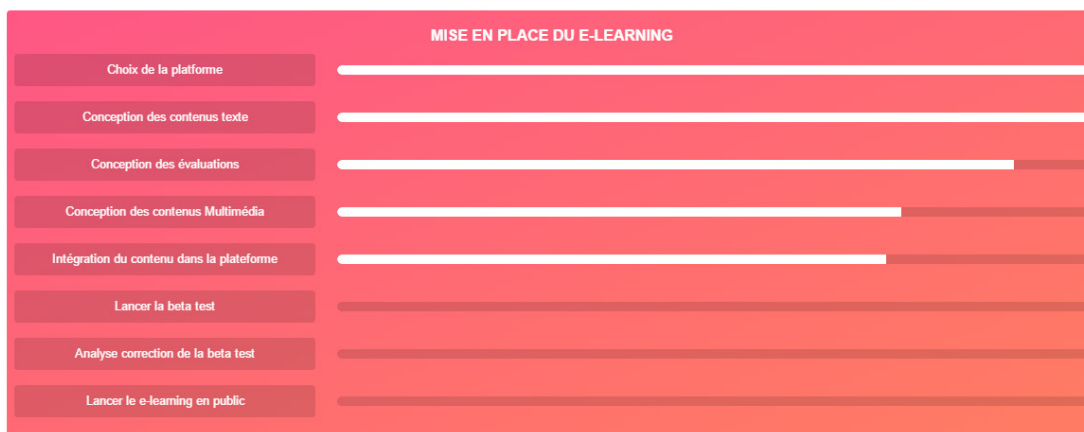 MISE EN PLACE DU E-LEARNING
Choix de la platforme
Conception des contenus texte
Conception des évaluations
Conception des contenus Multimédia
Intégration du contenu dans la plateforme
Lancer la beta test
Analyse correction de la beta test
Lancer le e-learning en public